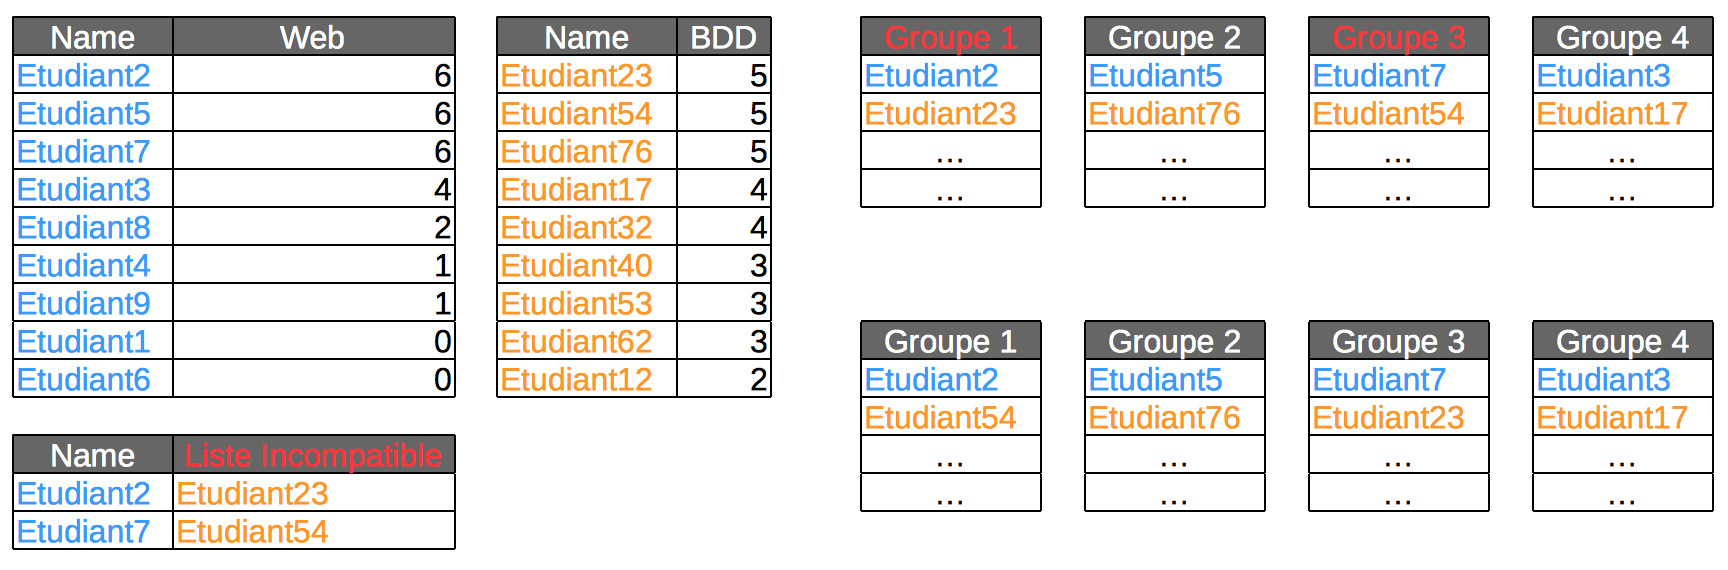 Name Web
Etudiant2 6
Etudiant5 6
Etudiant7 6
Etudiant3 4
Etudiant8 2
Etudiant4 1
Etudiant9 1
Etudiant1 0
Etudiant6 0
Name Liste Incompatible
Etudiant2 Etudiant23
Etudiant7 Etudiant54
Name BDD
Etudiant23 5
Etudiant54 5
Etudiant76 5
Etudiant17 4
Etudiant32 4
Etudiant40 3
Etudiant53 3
Etudiant62 3
Etudiant12 2
Groupe 1 Groupe 2 Groupe 3 Groupe 4
Etudiant2 Etudiant5 Etudiant7 Etudiant3
Etudiant23 Etudiant76 Etudiant54 Etudiant17
... ... ... ...
... ... ... ...
Groupe 1 Groupe 2 Groupe 3 Groupe 4
Etudiant2 Etudiant5 Etudiant7 Etudiant3
Etudiant54 Etudiant76 Etudiant23 Etudiant17
... ... ... ...
... ... ... ...